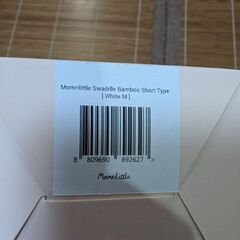 Momnlittle Swaddle Bamboo Short Type
[ White M ]
8 809690 892627 >
Momnlittle